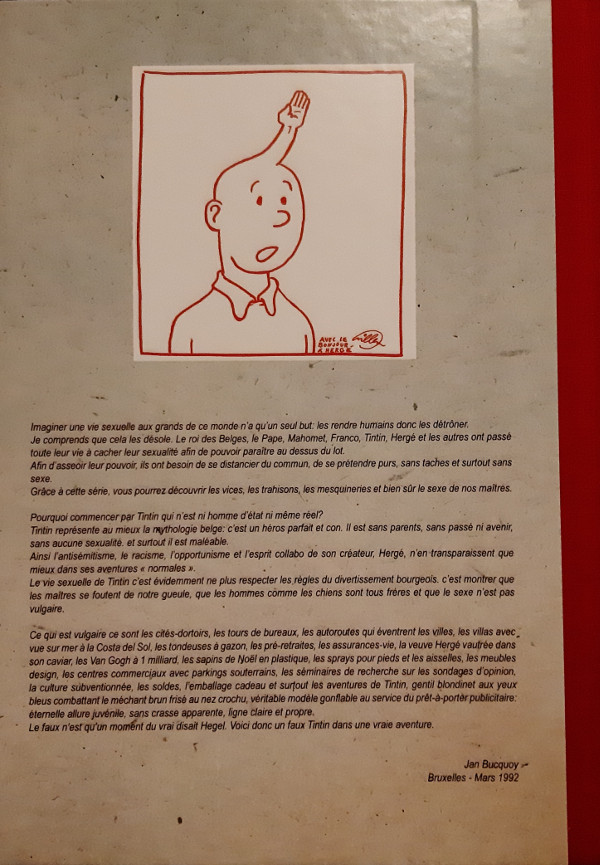 AVEC LE
BONJOUR
A HERGÉ
Imaginer une vie sexuelle aux grands de ce monde n'a qu'un seul but: les rendre humains donc les détrôner.
Je comprends que cela les désole. Le roi des Belges, le Pape, Mahomet, Franco, Tintin, Hergé et les autres ont passé
toute leur vie à cacher leur sexualité afin de pouvoir paraître au dessus du lot.
Afin d'asseoir leur pouvoir, ils ont besoin de se distancier du commun, de se prétendre purs, sans taches et surtout sans
sexe.
Grâce à cette série, vous pourrez découvrir les vices, les trahisons, les mesquineries et bien sûr le sexe de nos maîtres.
Pourquoi commencer par Tintin qui n'est ni homme d'état ni même réel?
Tintin représente au mieux la mythologie belge: c'est un héros parfait et con. Il est sans parents, sans passé ni avenir,
sans aucune sexualité. et surtout il est maléable.
Ainsi l'antisémitisme, le racisme, l'opportunisme et l'esprit collabo de son créateur, Hergé, n'en transparaissent que
mieux dans ses aventures « normales ».
Le vie sexuelle de Tintin c'est évidemment ne plus respecter les règles du divertissement bourgeois. c'est montrer que
les maîtres se foutent de notre gueule, que les hommes comme les chiens sont tous frères et que le sexe n'est pas
vulgaire.
Ce qui est vulgaire ce sont les cités-dortoirs, les tours de bureaux, les autoroutes qui éventrent les villes, les villas avec
vue sur mer à la Costa del Sol, les tondeuses à gazon, les pré-retraites, les assurances-vie, la veuve Hergé vautrée dans
son caviar, les Van Gogh à 1 milliard, les sapins de Noël en plastique, les sprays pour pieds et les aisselles, les meubles
design, les centres commerciaux avec parkings souterrains, les séminaires de recherche sur les sondages d'opinion,
la culture subventionnée, les soldes, l'emballage cadeau et surtout les aventures de Tintin, gentil blondinet aux yeux
bleus combattant le méchant brun frisé au nez crochu, véritable modèle gonflable au service du prêt-à-porter publicitaire:
éternelle allure juvénile, sans crasse apparente, ligne claire et propre.
Le faux n'est qu'un moment du vrai disait Hegel. Voici donc un faux Tintin dans une vraie aventure.
Jan Bucquoy
Bruxelles - Mars 1992